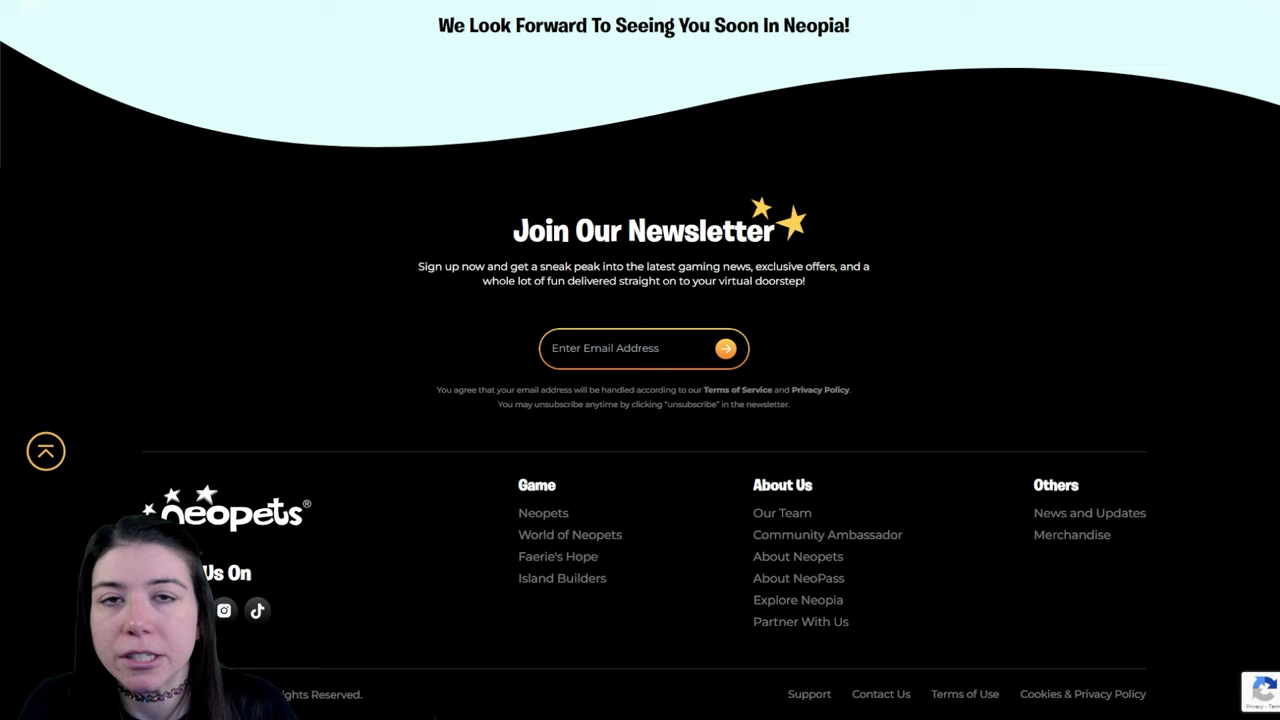 We Look Forward To Seeing You Soon In Neopia!
Join Our Newsletter
Sign up now and get a sneak peak into the latest gaming news, exclusive offers, and a
whole lot of fun delivered straight on to your virtual doorstep!
Enter Email Address
You agree that your email address will be handled according to our Terms of Service and Privacy Policy.
You may unsubscribe anytime by clicking “unsubscribe” in the newsletter.
neopets®
Us On
Game
Neopets
World of Neopets
Faerie's Hope
Island Builders
About Us
Our Team
Community Ambassador
About Neopets
About NeoPass
Explore Neopia
Partner With Us
Others
News and Updates
Merchandise
ights Reserved.
Support
Contact Us
Terms of Use
Cookies & Privacy Policy